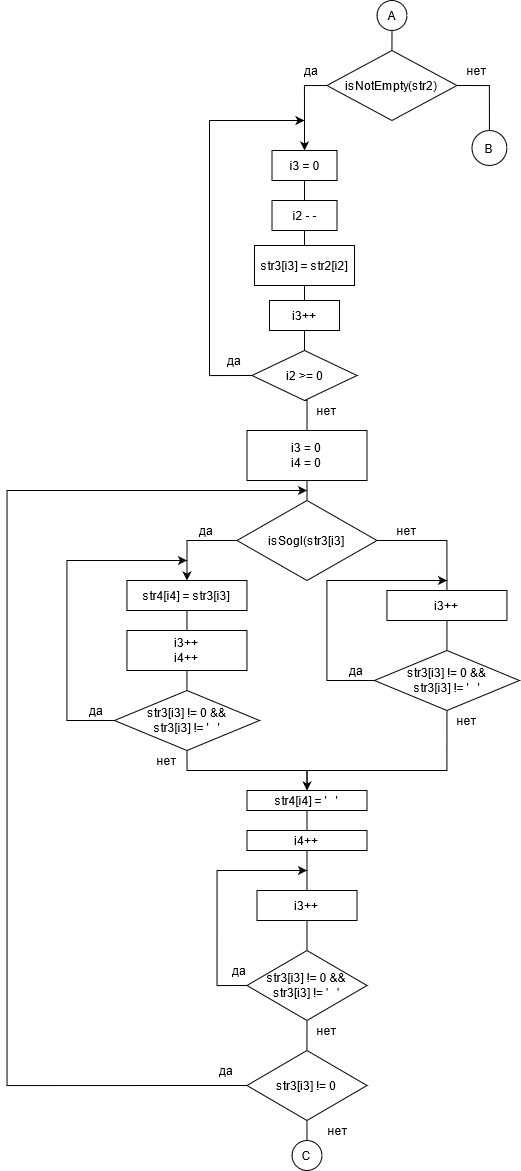 A
isNotEmpty(str2)
да
нет
B
i3 = 0
i2 - -
str3[i3] = str2[i2]
i3++
i2 >= 0
да
нет
i3 = 0
i4 = 0
isSogl(str3[i3]
да
нет
str4[i4] = str3[i3]
i3++
i4++
str3[i3] != 0 &&
str3[i3] != ' '
да
нет
i3++
str3[i3] != 0 &&
str3[i3] != ' '
да
нет
str4[i4] = ' '
i4++
i3++
str3[i3] != 0 &&
str3[i3] != ' '
да
нет
str3[i3] != 0
да
нет
C